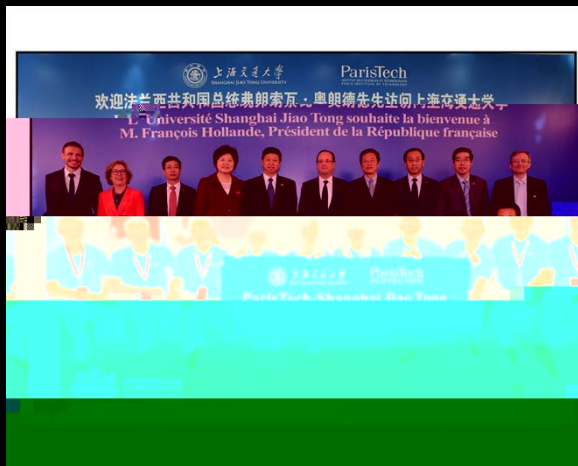 上海交通大学
SHANGHAI JIAO TONG UNIVERSITY
ParisTech
欢迎法兰西共和国总统弗朗索瓦·奥朗德先生访问上海交通大学
L'Université Shanghai Jiao Tong souhaite la bienvenue à
M. François Hollande, Président de la République française
上海交通大学
ParisTech
ParisTech-Shanghai Jiao Tong